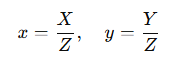 x = X/Z, y = Y/Z